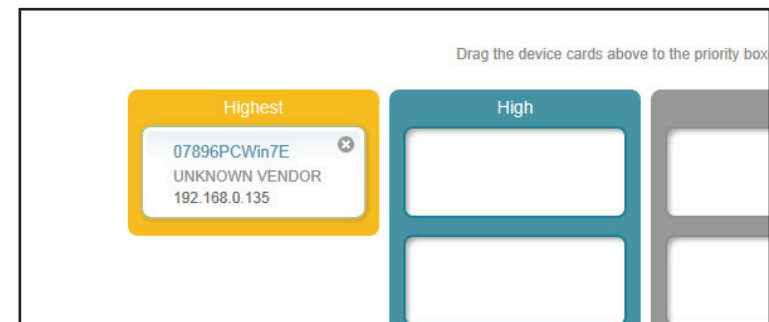 Drag the device cards above to the priority box
Highest
High
07896PCWin7E
UNKNOWN VENDOR
192.168.0.135